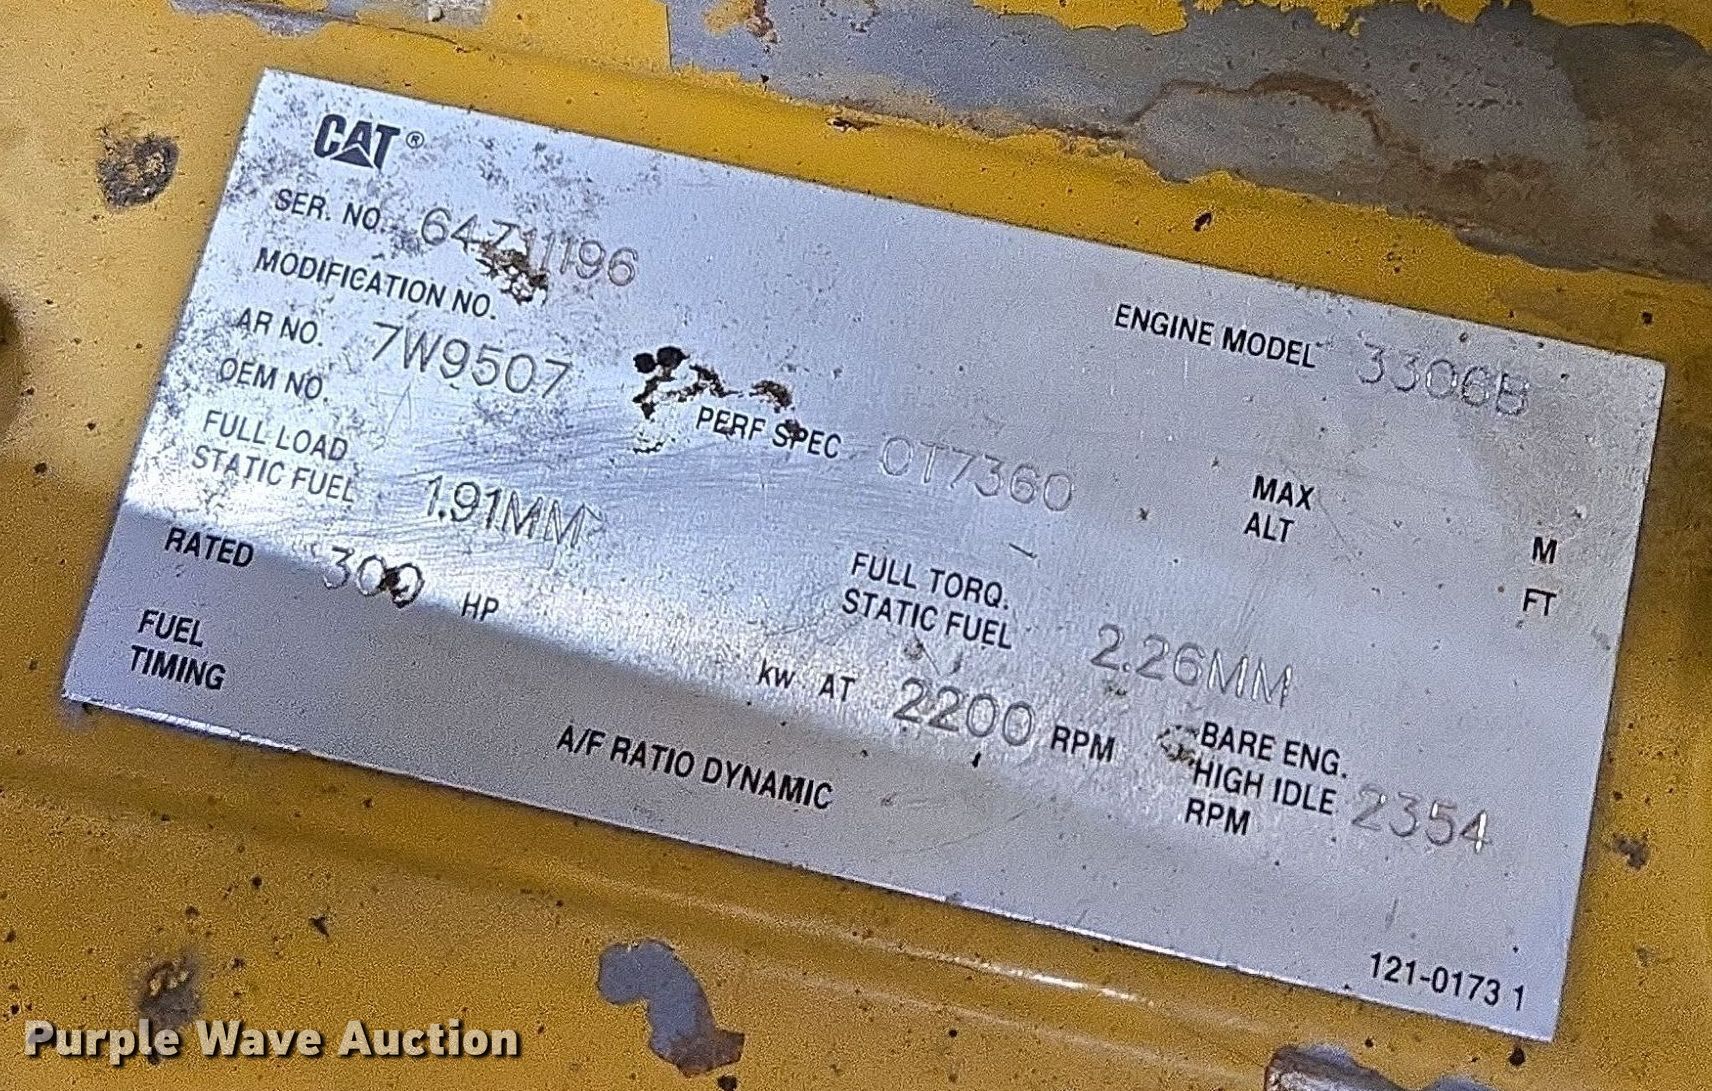 CAT®
SER. NO. 64Z11196
MODIFICATION NO.
ENGINE MODEL 3306B
AR NO. 7W9507
OEM NO.
PERF SPEC 0T7360
MAX
ALT
M
FT
FULL LOAD
STATIC FUEL 1.91MM
FULL TORQ.
STATIC FUEL 2.26MM
RATED 300 HP
kw AT 2200 RPM
BARE ENG.
HIGH IDLE 2354
RPM
FUEL
TIMING
A/F RATIO DYNAMIC
121-0173 1
Purple Wave Auction